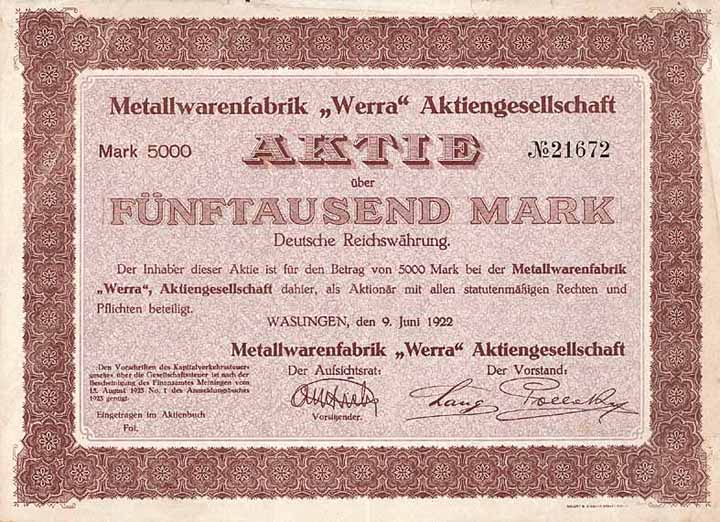 Metallwarenfabrik „Werra“ Aktiengesellschaft
Mark 5000 AKTIE №21672
über
FÜNFTAUSEND MARK
Deutsche Reichswährung.
Der Inhaber dieser Aktie ist für den Betrag von 5000 Mark bei der Metallwarenfabrik
„Werra“, Aktiengesellschaft dahier, als Aktionär mit allen statutenmäßigen Rechten und
Pflichten beteiligt.
WASUNGEN, den 9. Juni 1922
Metallwarenfabrik „Werra“ Aktiengesellschaft
Der Aufsichtsrat: Der Vorstand:
Den Vorschriften des Kapitalverkehrssteuer-
gesetzes über die Gesellschaftssteuer ist nach der
Bescheinigung des Finanzamtes Meiningen vom
15. August 1923 No. 1 des Anmeldungsbuches
1923 genügt.
Lang
Vorsitzender.
Eingetragen im Aktienbuch
Fol.